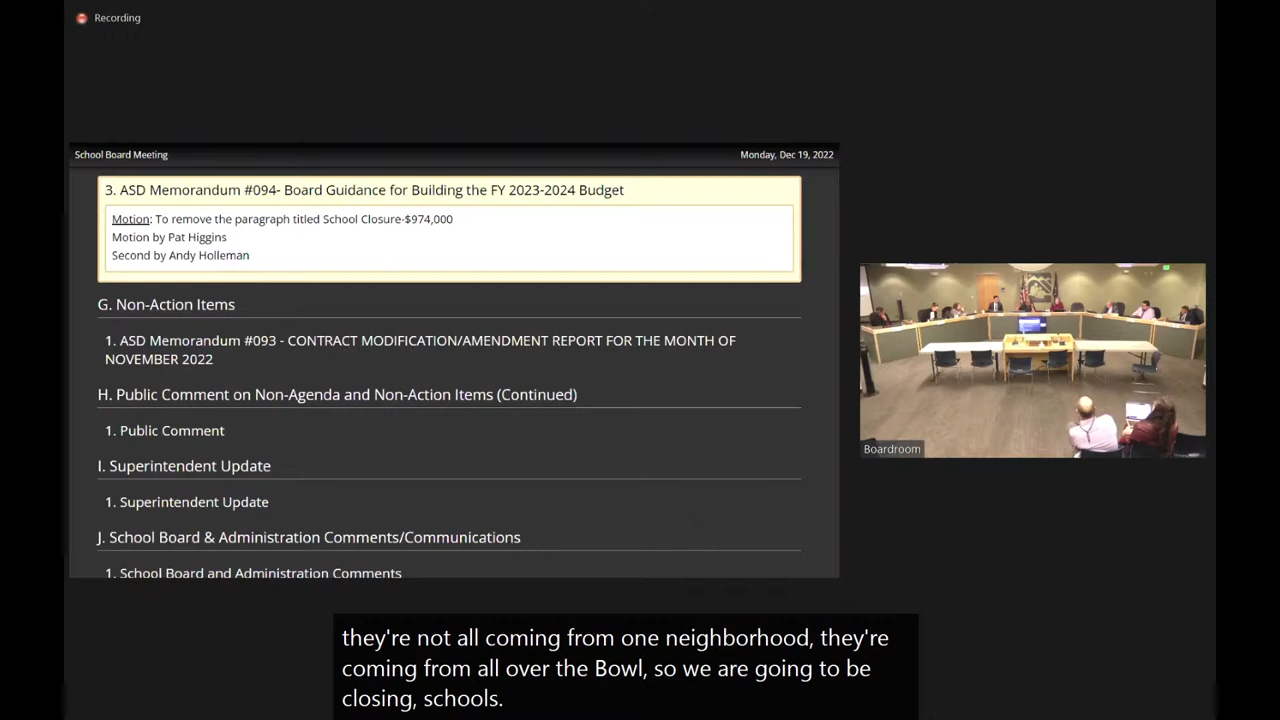 Recording
School Board Meeting
Monday, Dec 19, 2022
3. ASD Memorandum #094- Board Guidance for Building the FY 2023-2024 Budget
Motion: To remove the paragraph titled School Closure-$974,000
Motion by Pat Higgins
Second by Andy Holleman
G. Non-Action Items
1. ASD Memorandum #093 - CONTRACT MODIFICATION/AMENDMENT REPORT FOR THE MONTH OF
NOVEMBER 2022
H. Public Comment on Non-Agenda and Non-Action Items (Continued)
1. Public Comment
I. Superintendent Update
1. Superintendent Update
J. School Board & Administration Comments/Communications
1. School Board and Administration Comments
Boardroom
they're not all coming from one neighborhood, they're
coming from all over the Bowl, so we are going to be
closing, schools.